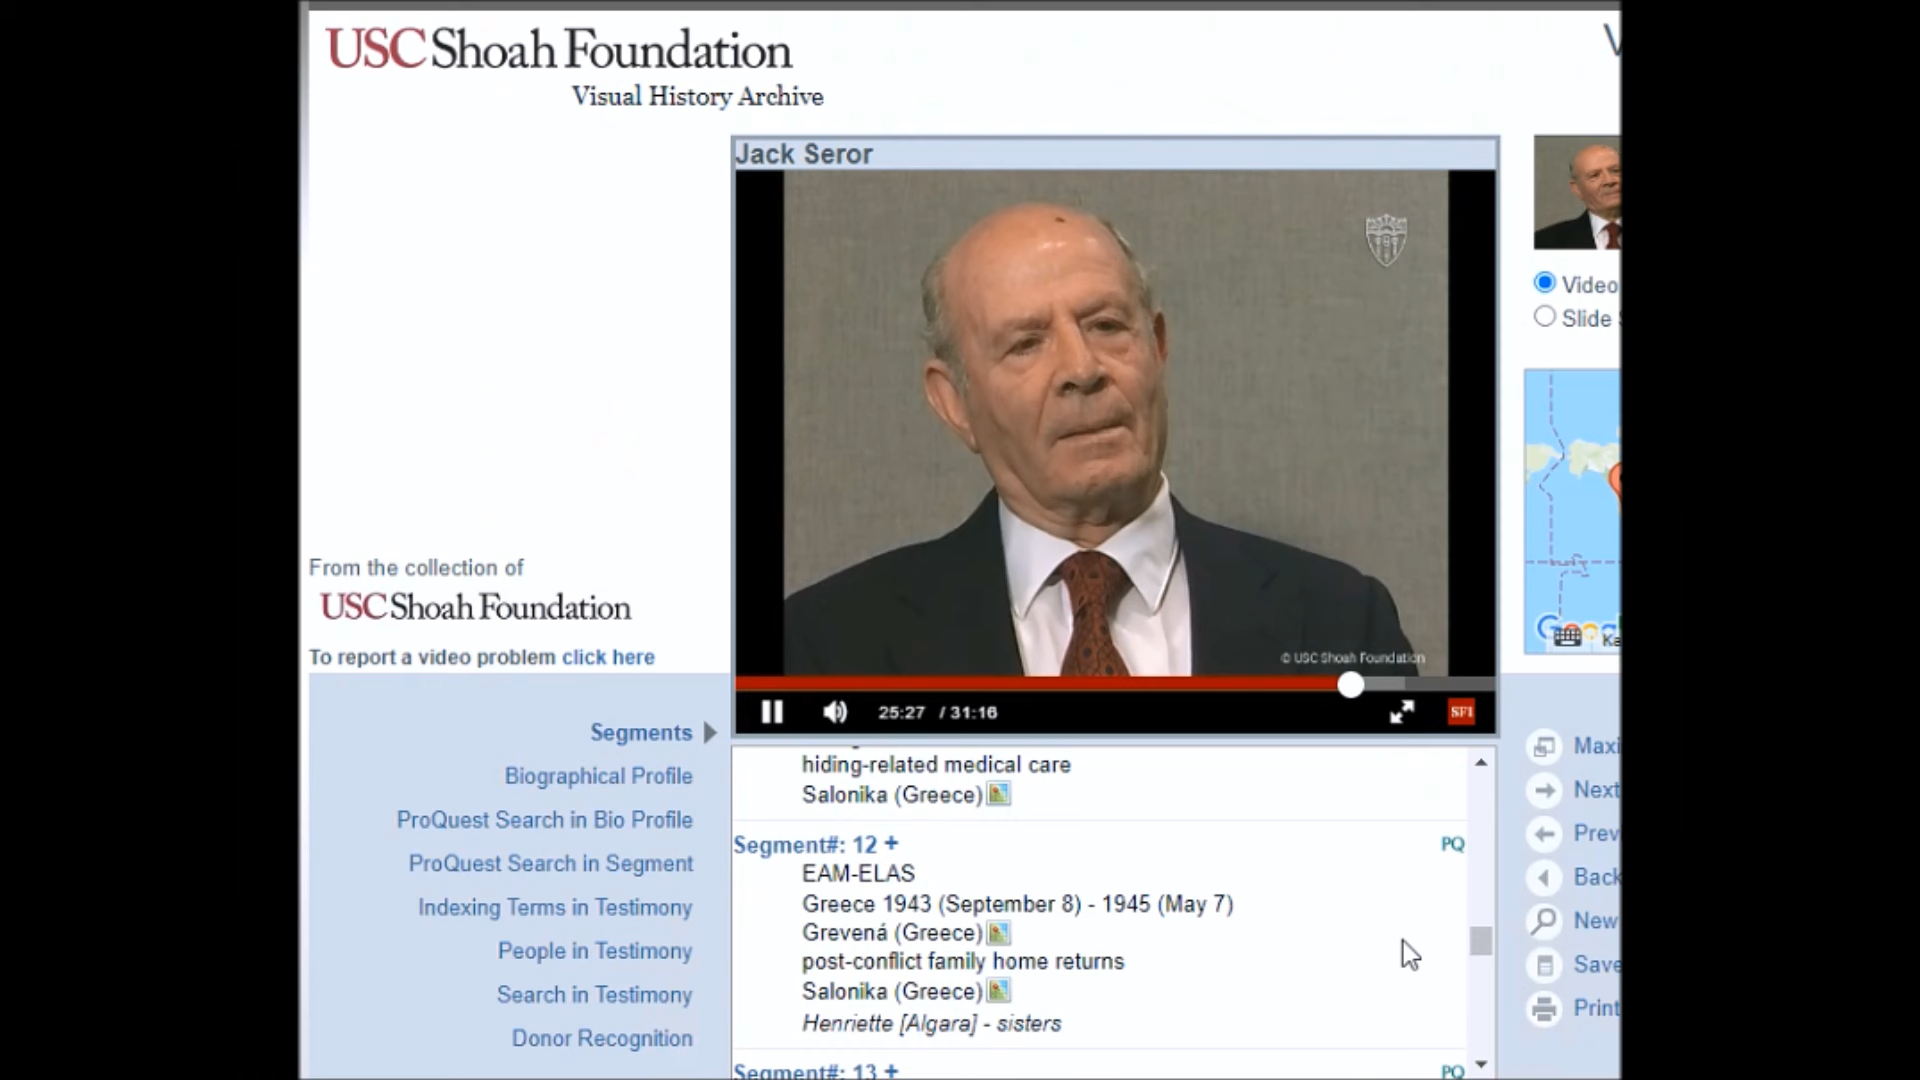 USC Shoah Foundation
Visual History Archive
Jack Seror
© USC Shoah Foundation
25:27 / 31:16
SFI
Video
Slide
From the collection of
USC Shoah Foundation
To report a video problem click here
Segments
Biographical Profile
ProQuest Search in Bio Profile
ProQuest Search in Segment
Indexing Terms in Testimony
People in Testimony
Search in Testimony
Donor Recognition
hiding-related medical care
Salonika (Greece)
Segment#: 12 + PQ
EAM-ELAS
Greece 1943 (September 8) - 1945 (May 7)
Grevená (Greece)
post-conflict family home returns
Salonika (Greece)
Henriette [Algara] - sisters
Segment#: 13 + PQ
Maxi
Next
Prev
Back
New
Save
Print